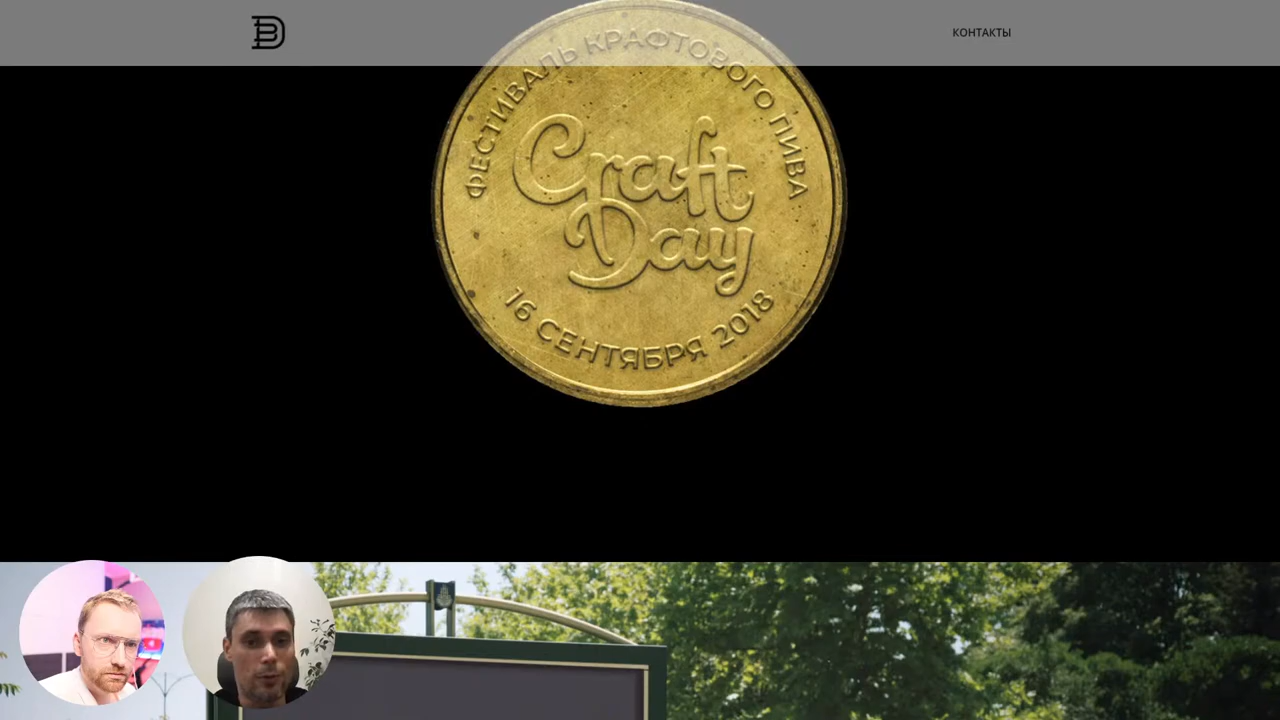 КОНТАКТЫ
ФЕСТИВАЛЬ КРАФТОВОГО ПИВА
Craft
Day
16 СЕНТЯБРЯ 2018